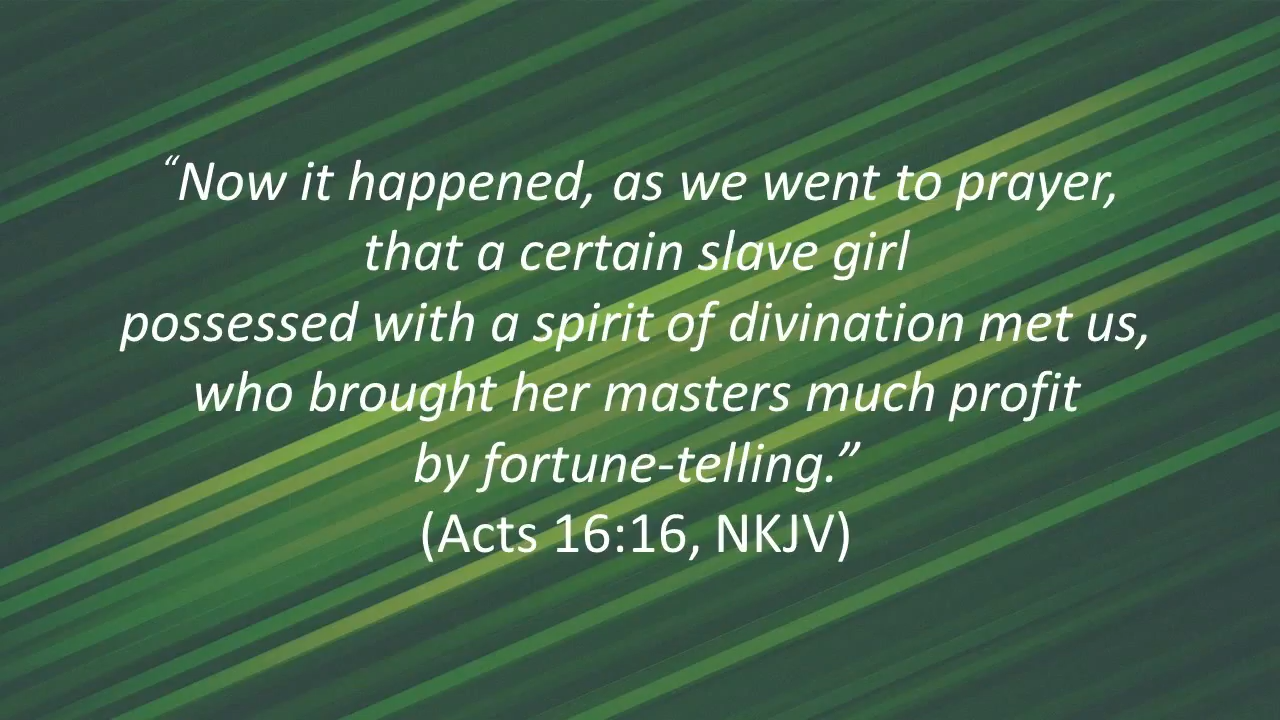 “Now it happened, as we went to prayer,
that a certain slave girl
possessed with a spirit of divination met us,
who brought her masters much profit
by fortune-telling.”
(Acts 16:16, NKJV)